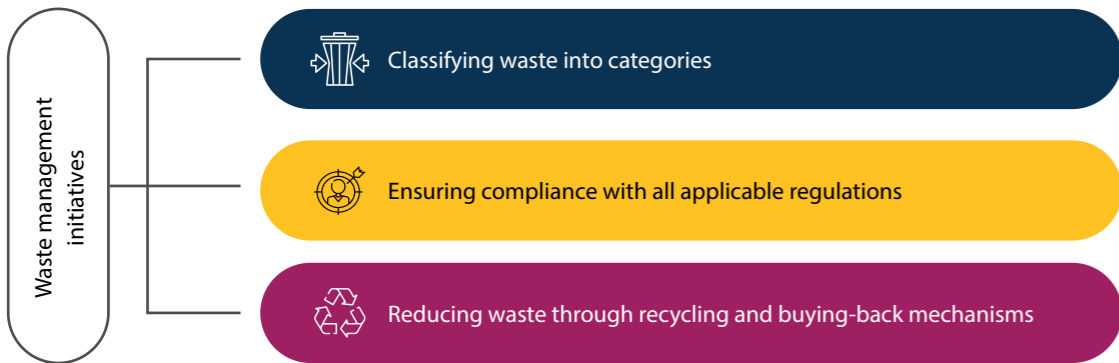 Waste management
initiatives
Classifying waste into categories
Ensuring compliance with all applicable regulations
Reducing waste through recycling and buying-back mechanisms